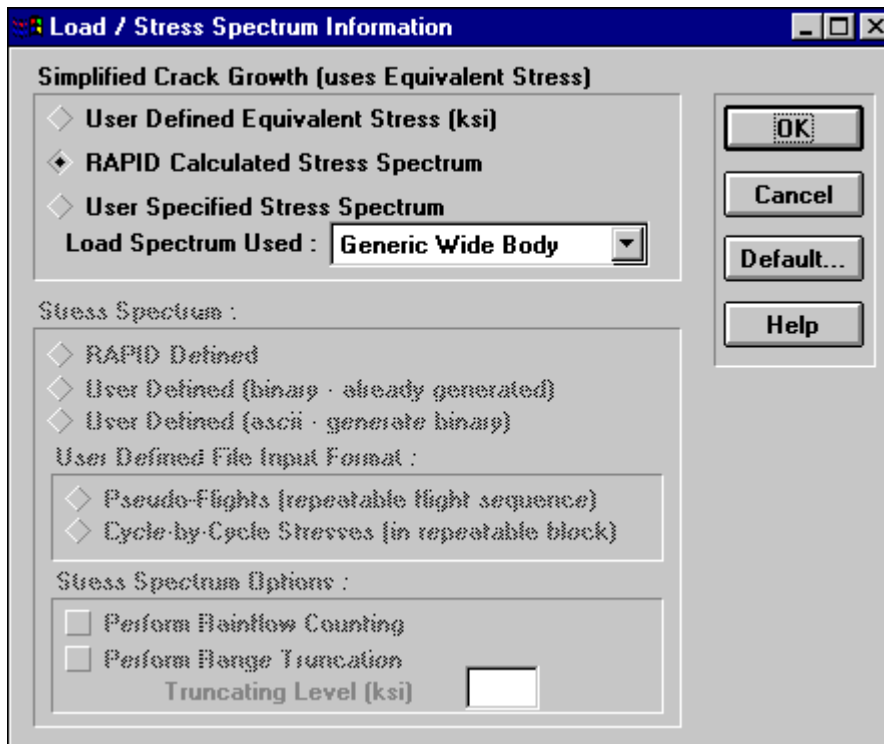 Load / Stress Spectrum Information
Simplified Crack Growth (uses Equivalent Stress)
User Defined Equivalent Stress (ksi)
RAPID Calculated Stress Spectrum
User Specified Stress Spectrum
Load Spectrum Used : Generic Wide Body
OK
Cancel
Default...
Help
Stress Spectrum :
RAPID Defined
User Defined (binary - already generated)
User Defined (ascii - generate binary)
User Defined File Input Format :
Pseudo-Flights (repeatable flight sequence)
Cycle-by-Cycle Stresses (in repeatable block)
Stress Spectrum Options :
Perform Rainflow Counting
Perform Range Truncation
Truncating Level (ksi)